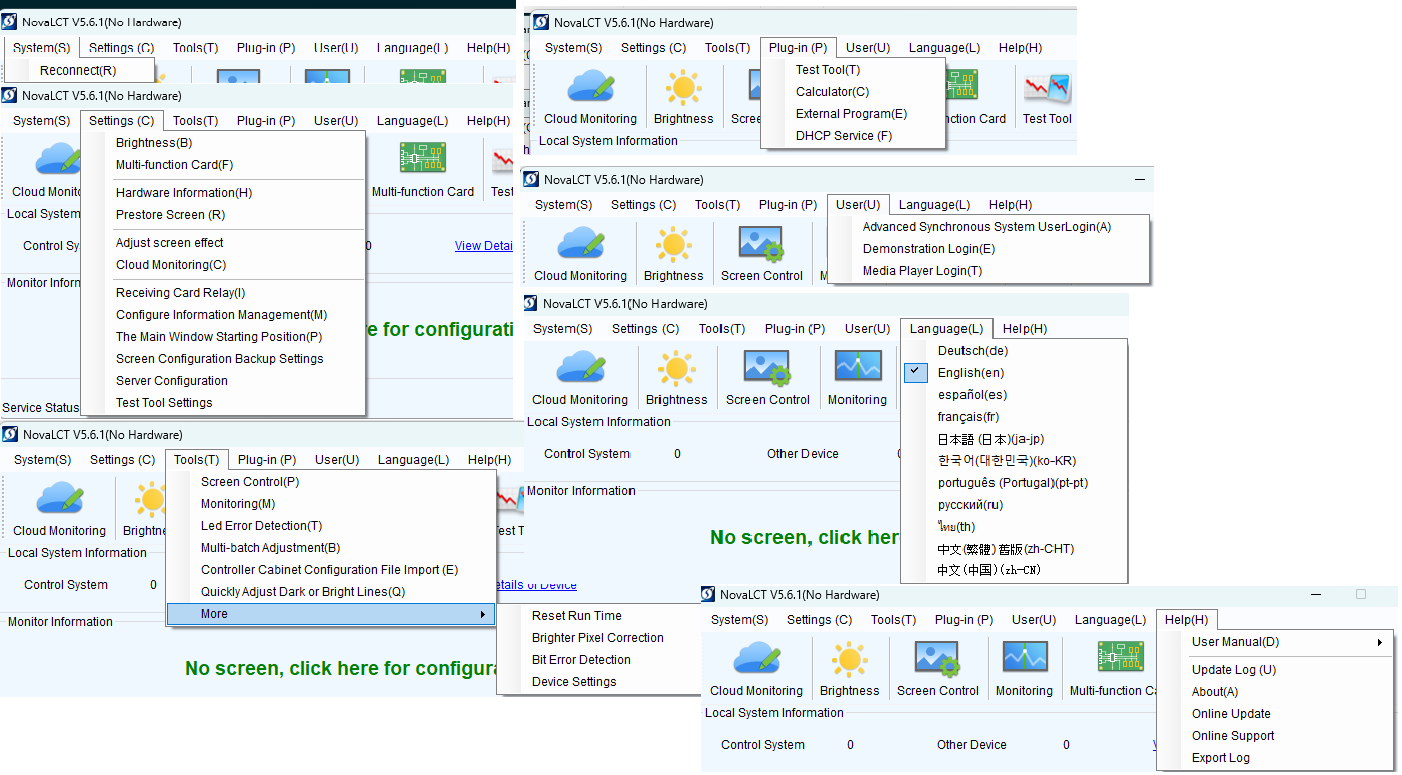 NovaLCT V5.6.1(No Hardware)
System(S) Settings (C) Tools(T) Plug-in (P) User(U) Language(L) Help(H)
Reconnect(R)
NovaLCT V5.6.1(No Hardware)
System(S) Settings (C) Tools(T) Plug-in (P) User(U) Language(L) Help(H)
Brightness(B)
Multi-function Card(F)
Hardware Information(H)
Prestore Screen (R)
Adjust screen effect
Cloud Monitoring(C)
Receiving Card Relay(I)
Configure Information Management(M)
The Main Window Starting Position(P)
Screen Configuration Backup Settings
Server Configuration
Test Tool Settings
Cloud Monito
Multi-function Card
Test
Local System
Control Sy
0
View Detai
Monitor Inforn
re for configurati
Service Status
NovaLCT V5.6.1(No Hardware)
System(S) Settings (C) Tools(T) Plug-in (P) User(U) Language(L) Help(H)
Screen Control(P)
Monitoring(M)
Led Error Detection(T)
Multi-batch Adjustment(B)
Controller Cabinet Configuration File Import (E)
Quickly Adjust Dark or Bright Lines(Q)
More
Reset Run Time
Brighter Pixel Correction
Bit Error Detection
Device Settings
Cloud Monitoring
Brightne
est T
Local System Information
Control System 0
etails of Device
Monitor Information
No screen, click here for configura
NovaLCT V5.6.1(No Hardware)
System(S) Settings (C) Tools(T) Plug-in (P) User(U) Language(L) Help(H)
Test Tool(T)
Calculator(C)
External Program(E)
DHCP Service (F)
Cloud Monitoring
Brightness
Scree
nction Card
Test Tool
Local System Information
NovaLCT V5.6.1(No Hardware)
System(S) Settings (C) Tools(T) Plug-in (P) User(U) Language(L) Help(H)
Advanced Synchronous System UserLogin(A)
Demonstration Login(E)
Media Player Login(T)
Cloud Monitoring
Brightness
Screen Control
NovaLCT V5.6.1(No Hardware)
System(S) Settings (C) Tools(T) Plug-in (P) User(U) Language(L) Help(H)
Deutsch(de)
English(en)
español(es)
français(fr)
日本語 (日本)(ja-jp)
한국어(대한민국)(ko-KR)
português (Portugal)(pt-pt)
русский(ru)
ไทย(th)
中文(繁體) 舊版(zh-CHT)
中文(中国)(zh-CN)
Cloud Monitoring
Brightness
Screen Control
Monitoring
Local System Information
Control System 0 Other Device
Monitor Information
No screen, click her
NovaLCT V5.6.1(No Hardware)
System(S) Settings (C) Tools(T) Plug-in (P) User(U) Language(L) Help(H)
User Manual(D)
Update Log (U)
About(A)
Online Update
Online Support
Export Log
Cloud Monitoring
Brightness
Screen Control
Monitoring
Multi-function Ca
Local System Information
Control System 0 Other Device 0